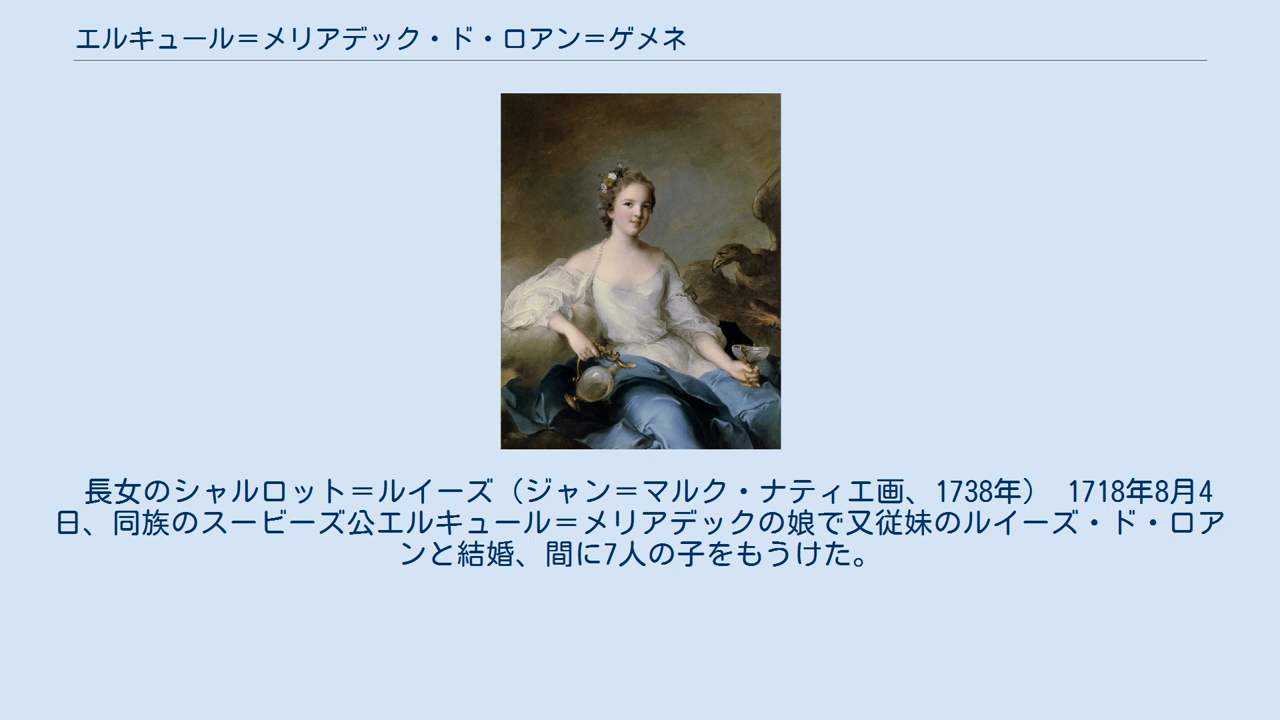 エルキュール＝メリアデック・ド・ロアン＝ゲメネ
長女のシャルロット＝ルイーズ（ジャン＝マルク・ナティエ画、1738年）　1718年8月4
日、同族のスービーズ公エルキュール＝メリアデックの娘で又従妹のルイーズ・ド・ロア
ンと結婚、間に7人の子をもうけた。